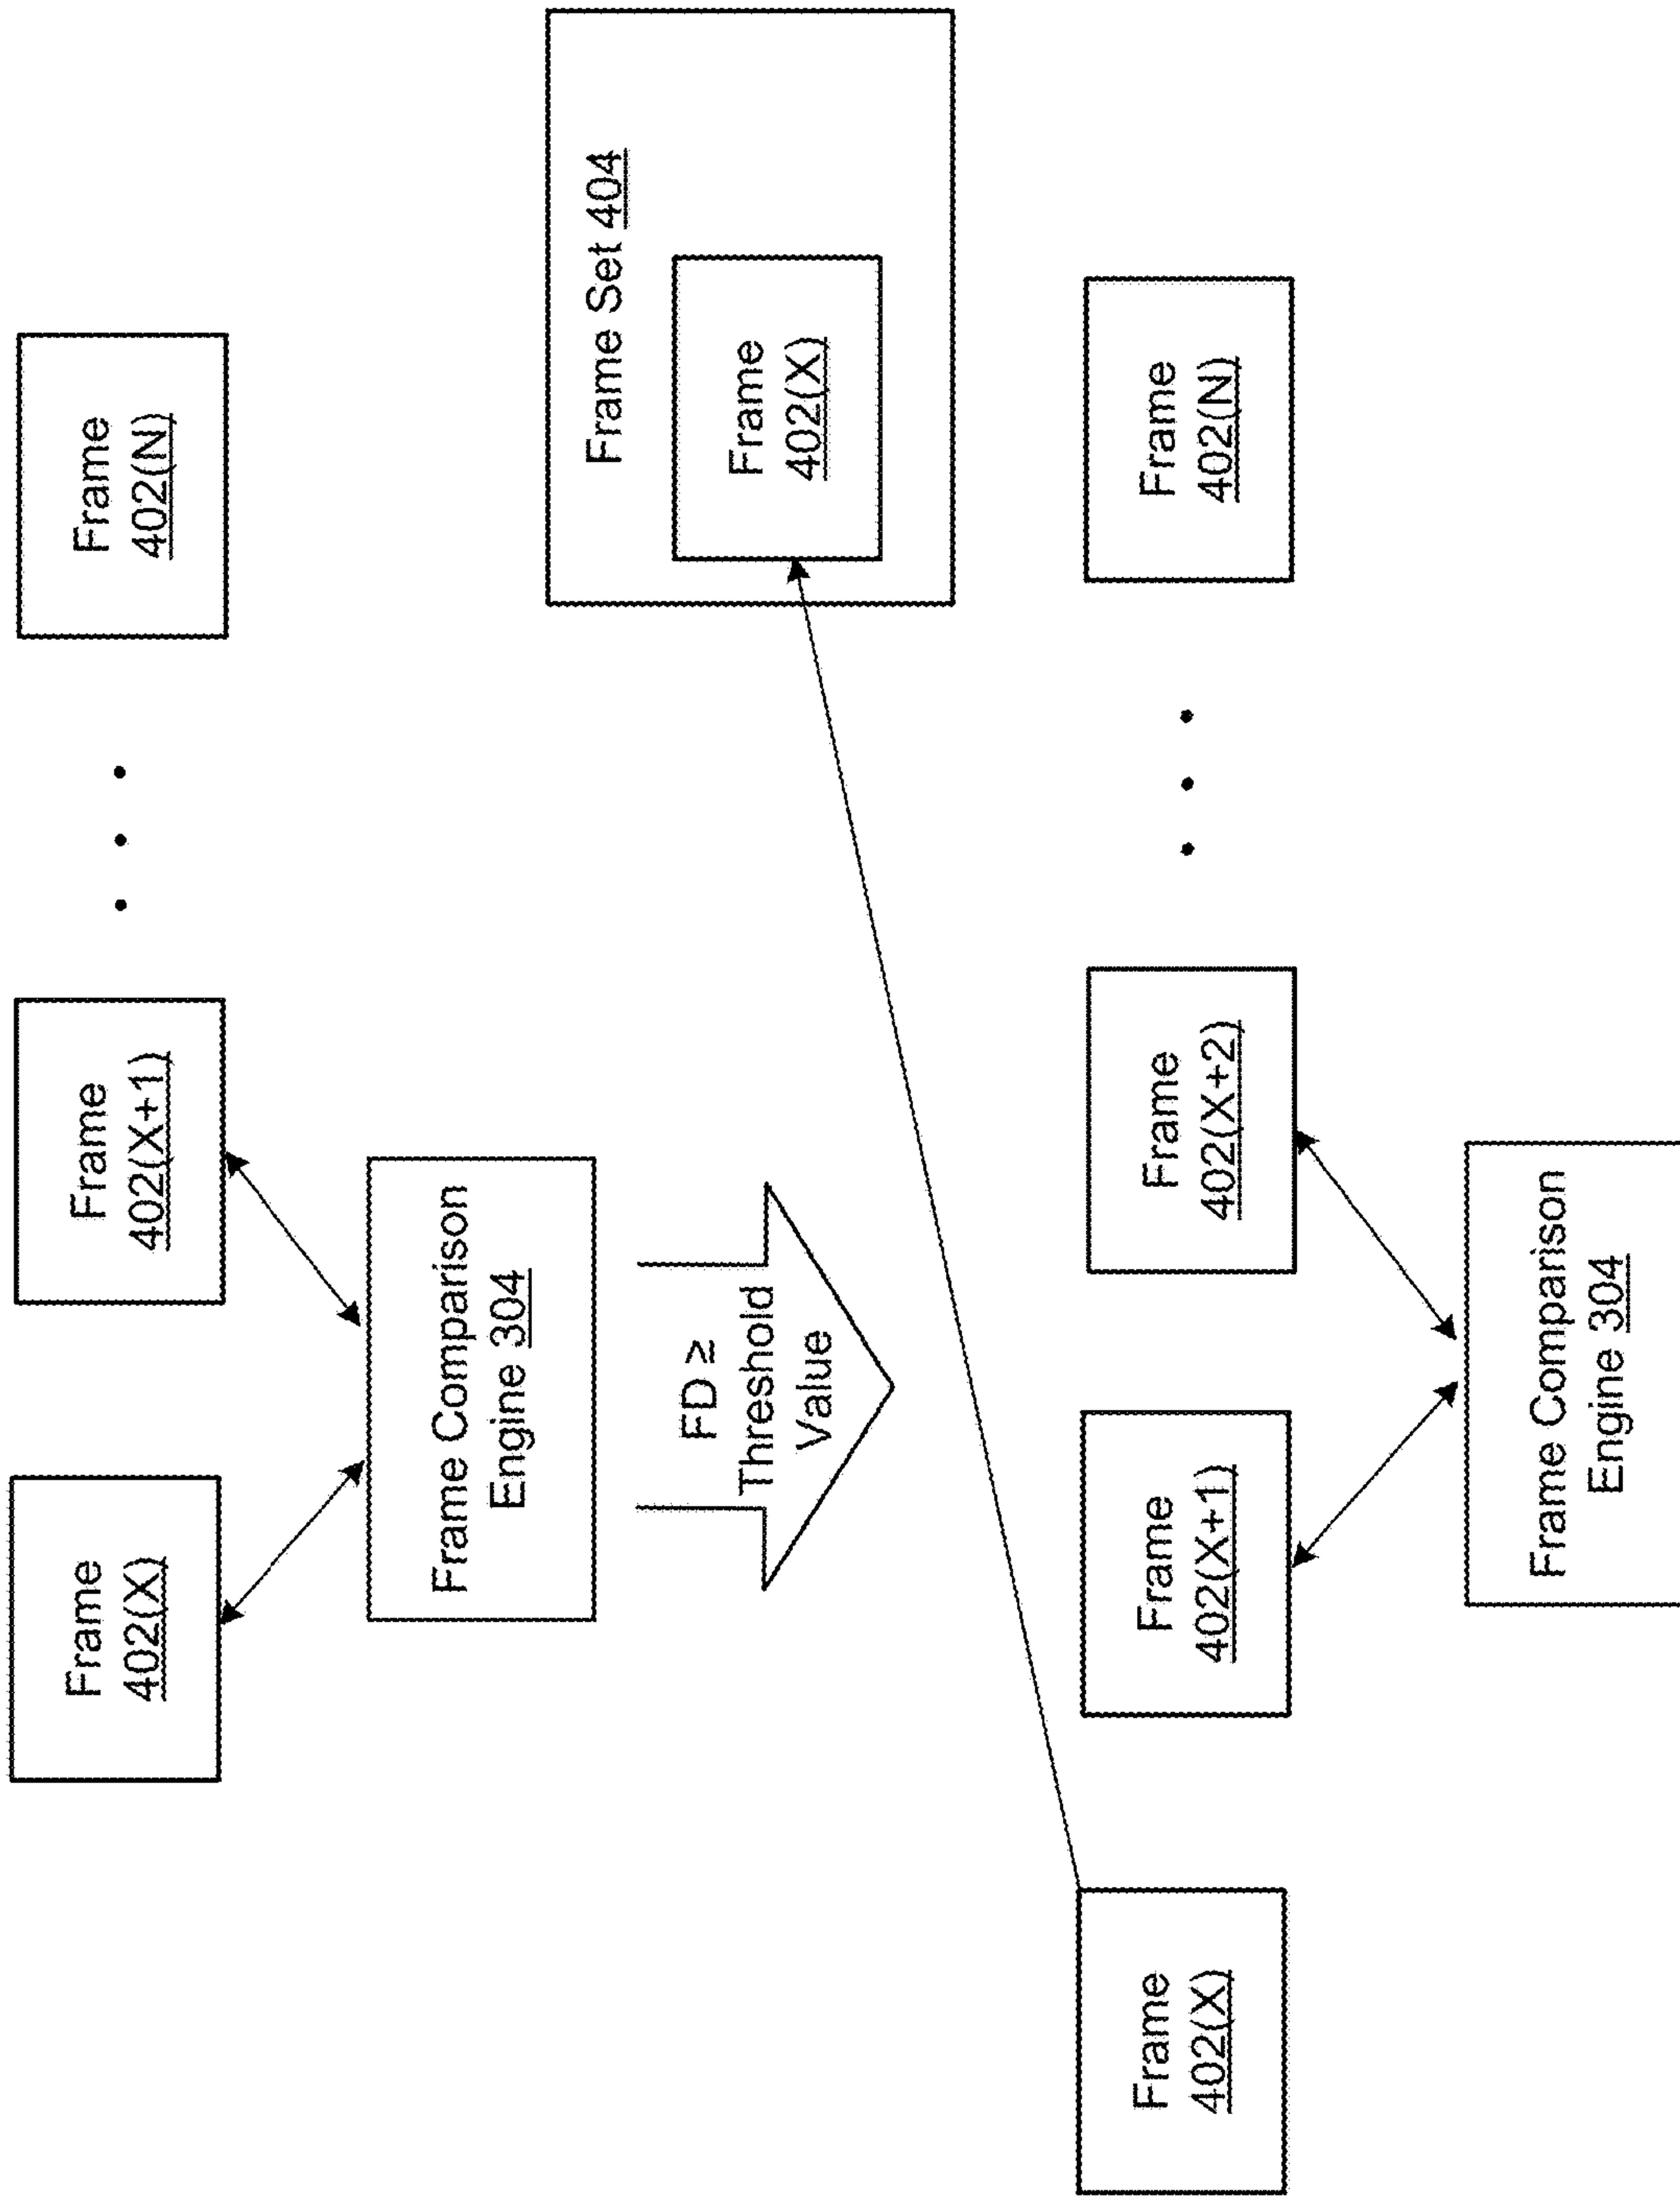 Frame
402(X)
Frame
402(X+1)
Frame
402(N)
Frame Comparison
Engine 304
FD ≥
Threshold
Value
Frame Set 404
Frame
402(X)
Frame
402(X)
Frame
402(X+1)
Frame
402(X+2)
Frame
402(N)
Frame Comparison
Engine 304